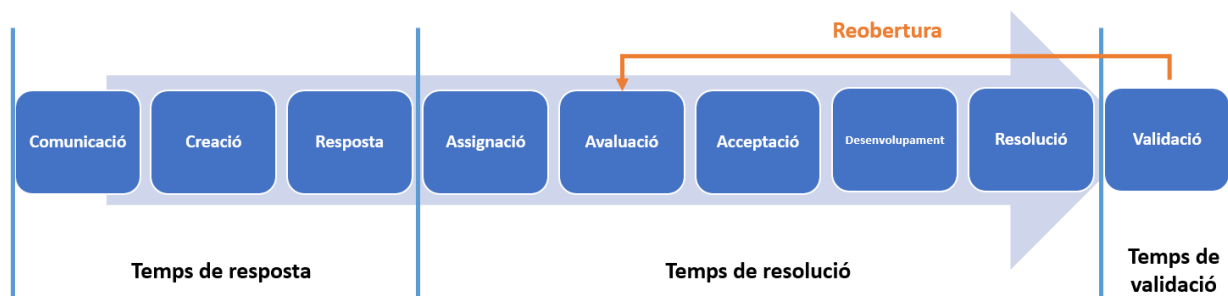 Reobertura
Comunicació
Creació
Resposta
Assignació
Avaluació
Acceptació
Desenvolupament
Resolució
Validació
Temps de resposta
Temps de resolució
Temps de
validació